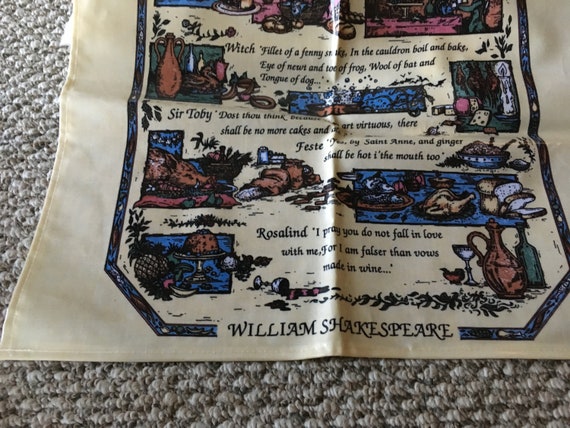 Witch 'Fillet of a fenny snake, In the cauldron boil and bake,
Eye of newt and toe of frog, Wool of bat and
Tongue of dog...'
Sir Toby 'Dost thou think because
art virtuous, there
shall be no more cakes and
Feste 'Yes, by Saint Anne, and ginger
shall be hot i'the mouth too'
Rosalind 'I pray you do not fall in love
with me, For I am falser than vows
made in wine...'
WILLIAM SHAKESPEARE